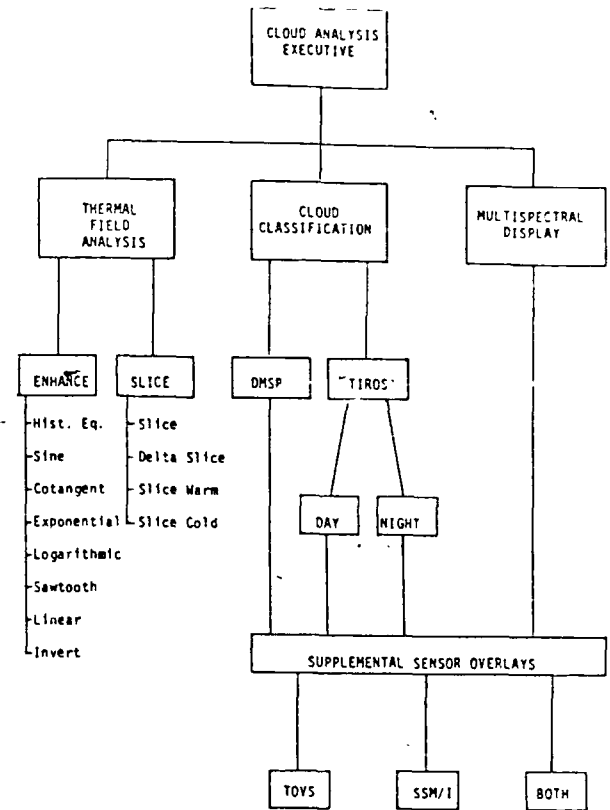 CLOUD ANALYSIS
EXECUTIVE
THERMAL
FIELD
ANALYSIS
CLOUD
CLASSIFICATION
MULTISPECTRAL
DISPLAY
ENHANCE
SLICE
DMSP
TIROS
Hist. Eq.
Sine
Cotangent
Exponential
Logarithmic
Sawtooth
Linear
Invert
Slice
Delta Slice
Slice Warm
Slice Cold
DAY
NIGHT
SUPPLEMENTAL SENSOR OVERLAYS
TOVS
SSM/I
BOTH